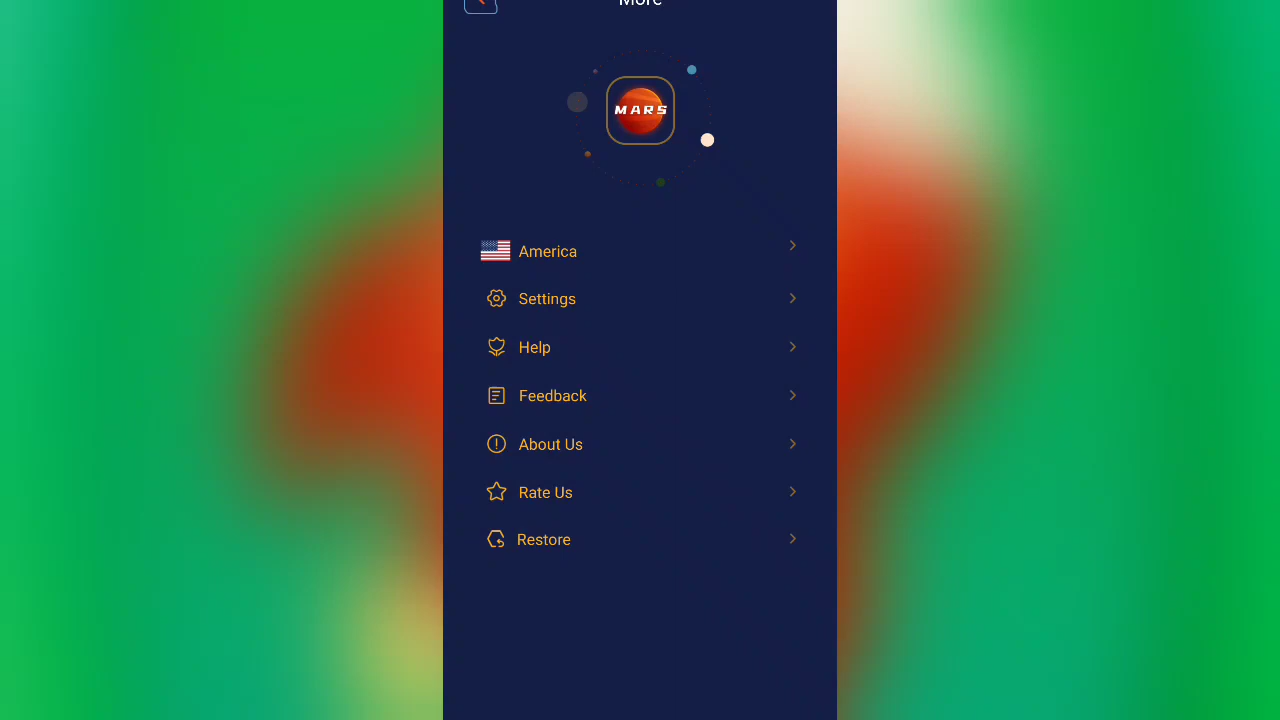 More
MARS
America
Settings
Help
Feedback
About Us
Rate Us
Restore